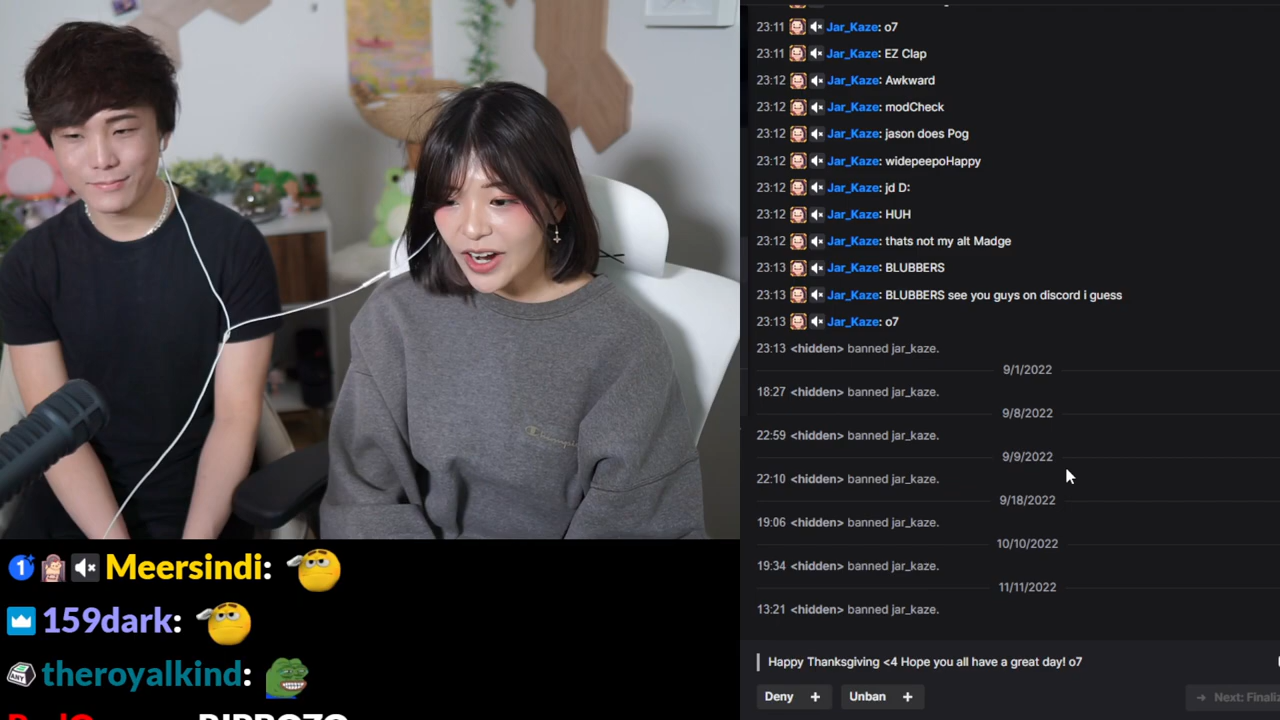 23:11 Jar_Kaze: o7
23:11 Jar_Kaze: EZ Clap
23:12 Jar_Kaze: Awkward
23:12 Jar_Kaze: modCheck
23:12 Jar_Kaze: jason does Pog
23:12 Jar_Kaze: widepeepoHappy
23:12 Jar_Kaze: jd D:
23:12 Jar_Kaze: HUH
23:12 Jar_Kaze: thats not my alt Madge
23:13 Jar_Kaze: BLUBBERS
23:13 Jar_Kaze: BLUBBERS see you guys on discord i guess
23:13 Jar_Kaze: o7
23:13 <hidden> banned jar_kaze.
9/1/2022
18:27 <hidden> banned jar_kaze.
9/8/2022
22:59 <hidden> banned jar_kaze.
9/9/2022
22:10 <hidden> banned jar_kaze.
9/18/2022
19:06 <hidden> banned jar_kaze.
10/10/2022
19:34 <hidden> banned jar_kaze.
11/11/2022
13:21 <hidden> banned jar_kaze.
Happy Thanksgiving <4 Hope you all have a great day! o7
Deny + Unban + → Next:
Champion
1 Meersindi:
159dark:
ANY theroyalkind: